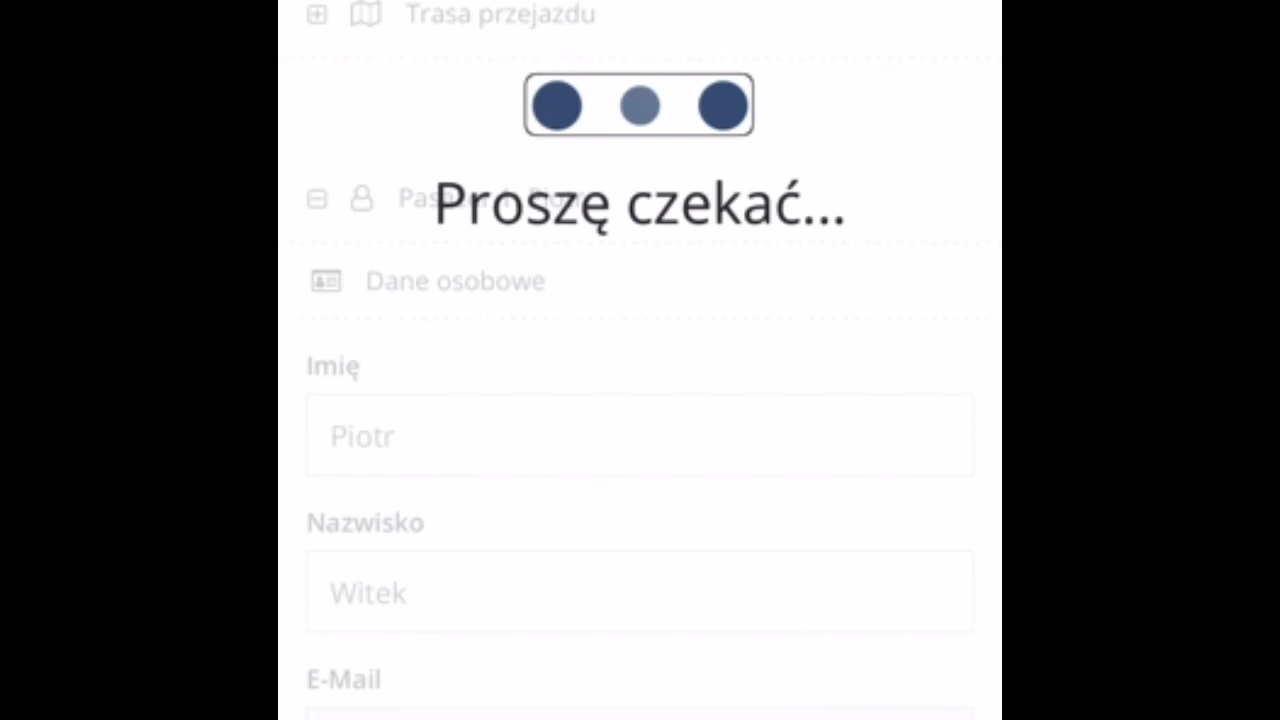 Trasa przejazdu
Proszę czekać...
Dane osobowe
Imię
Piotr
Nazwisko
Witek
E-Mail